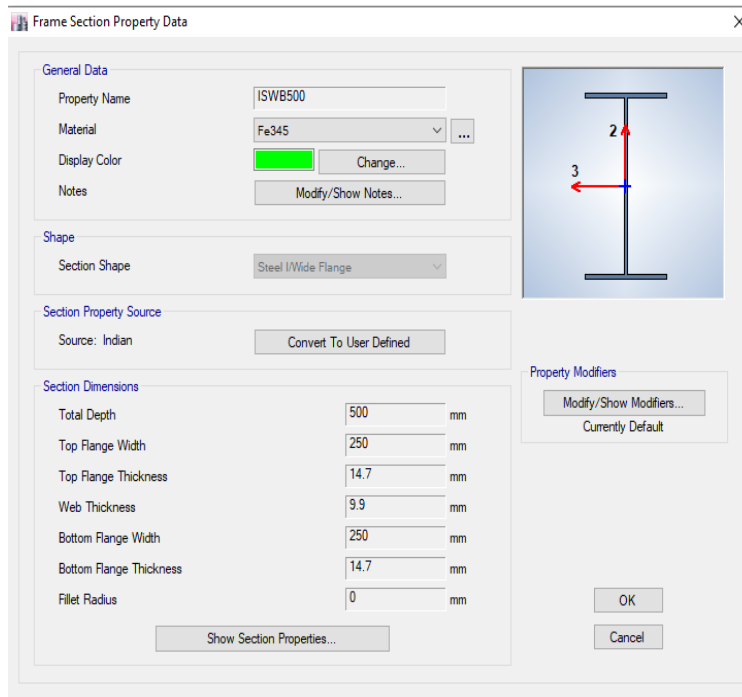 Frame Section Property Data
General Data
Property Name ISWB500
Material Fe345 ...
Display Color Change...
Notes Modify/Show Notes...
2
3
Shape
Section Shape Steel I/Wide Flange
Section Property Source
Source: Indian Convert To User Defined
Property Modifiers
Modify/Show Modifiers...
Currently Default
Section Dimensions
Total Depth 500 mm
Top Flange Width 250 mm
Top Flange Thickness 14.7 mm
Web Thickness 9.9 mm
Bottom Flange Width 250 mm
Bottom Flange Thickness 14.7 mm
Fillet Radius 0 mm
Show Section Properties...
OK
Cancel